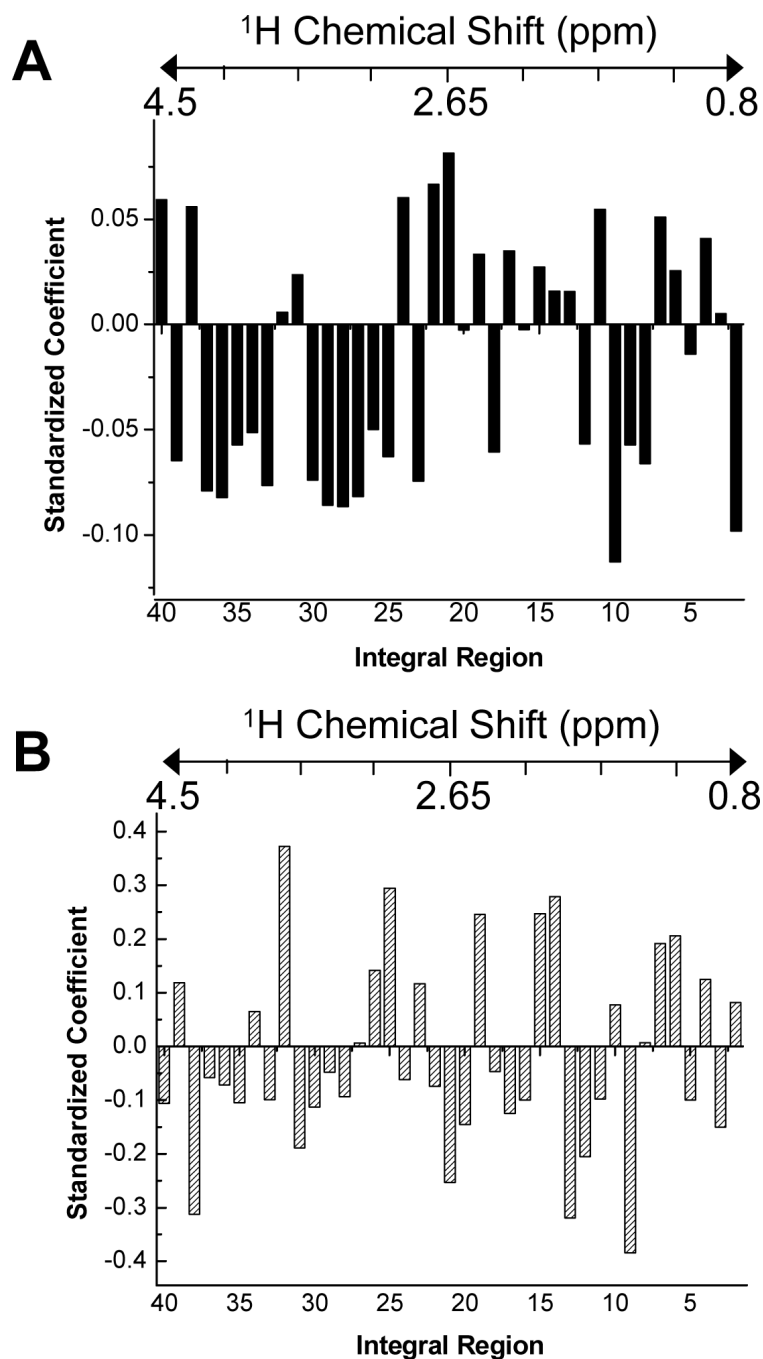 A
¹H Chemical Shift (ppm)
4.5 2.65 0.8
Standardized Coefficient
0.05
0.00
-0.05
-0.10
40 35 30 25 20 15 10 5
Integral Region
B
¹H Chemical Shift (ppm)
4.5 2.65 0.8
Standardized Coefficient
0.4
0.3
0.2
0.1
0.0
-0.1
-0.2
-0.3
-0.4
40 35 30 25 20 15 10 5
Integral Region